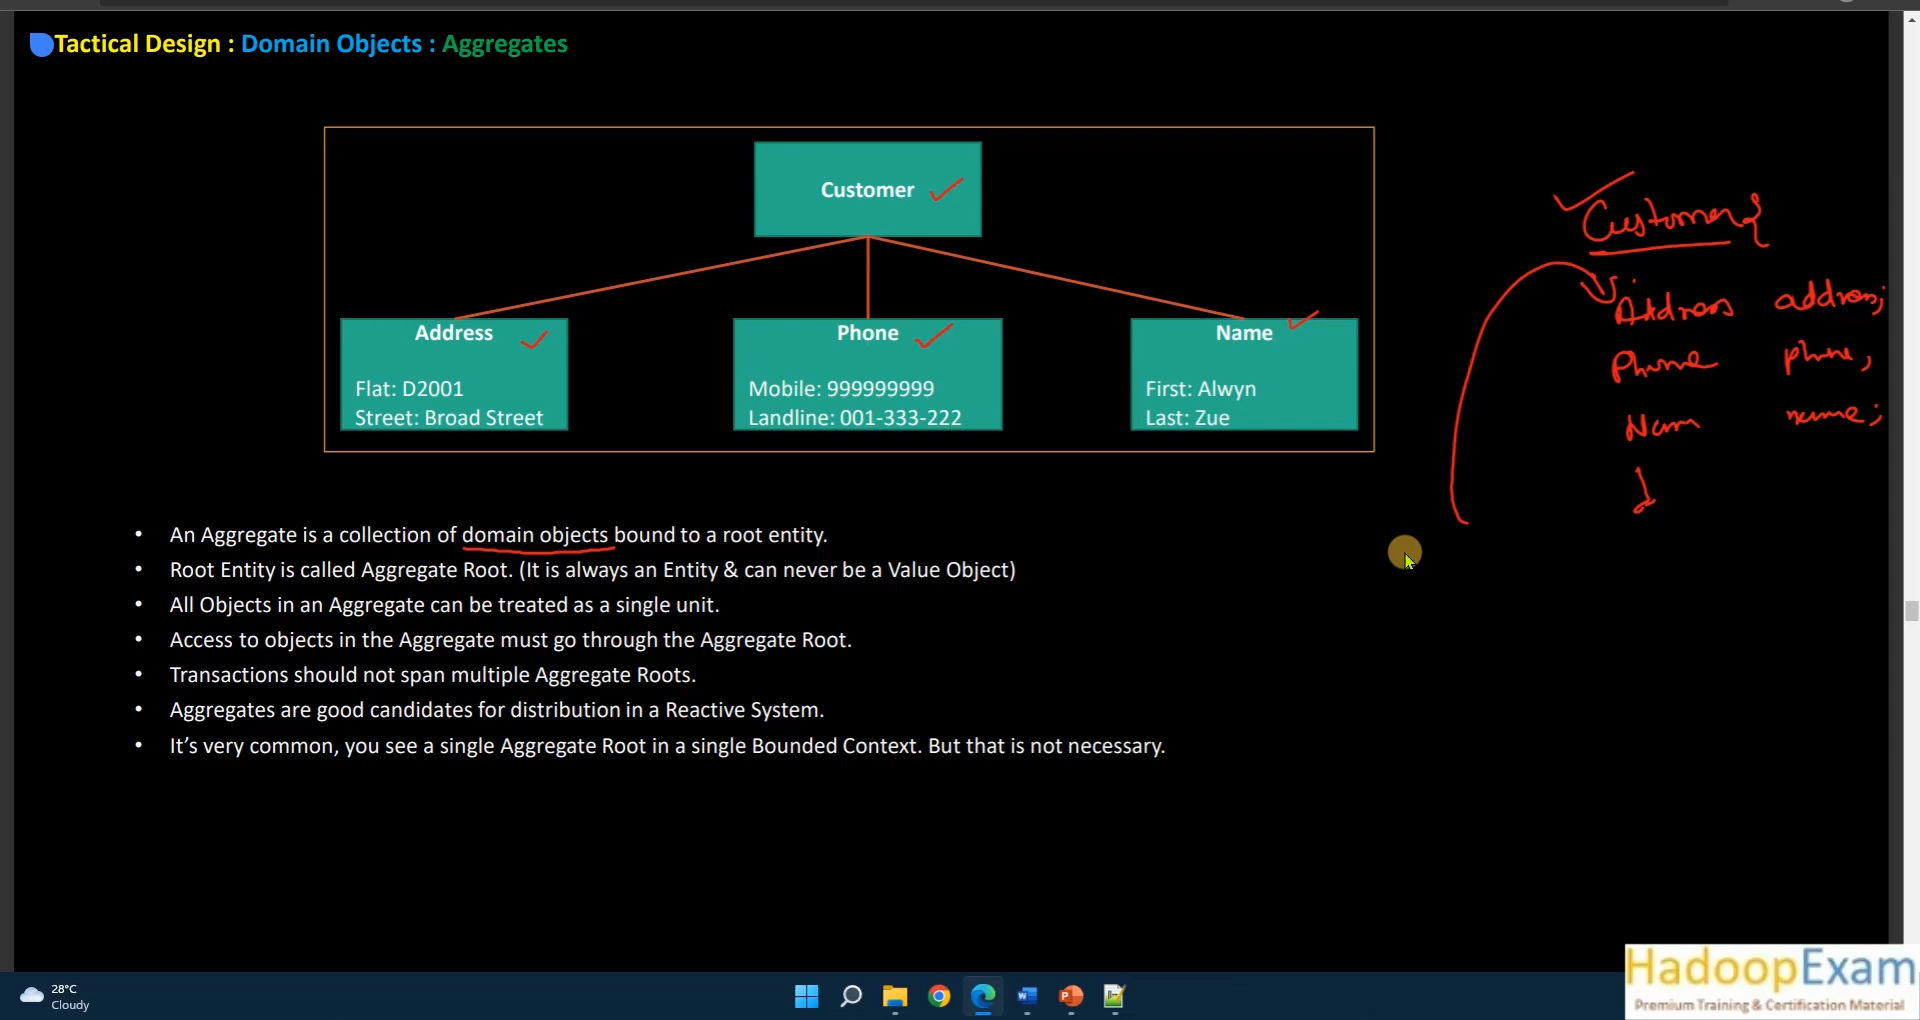 Tactical Design : Domain Objects : Aggregates
Customer
Address
Flat: D2001
Street: Broad Street
Phone
Mobile: 999999999
Landline: 001-333-222
Name
First: Alwyn
Last: Zue
Customer {
Address address;
Phone phone;
Nam name;
}
• An Aggregate is a collection of domain objects bound to a root entity.
• Root Entity is called Aggregate Root. (It is always an Entity & can never be a Value Object)
• All Objects in an Aggregate can be treated as a single unit.
• Access to objects in the Aggregate must go through the Aggregate Root.
• Transactions should not span multiple Aggregate Roots.
• Aggregates are good candidates for distribution in a Reactive System.
• It’s very common, you see a single Aggregate Root in a single Bounded Context. But that is not necessary.
HadoopExam
Premium Training & Certification Material
28°C
Cloudy